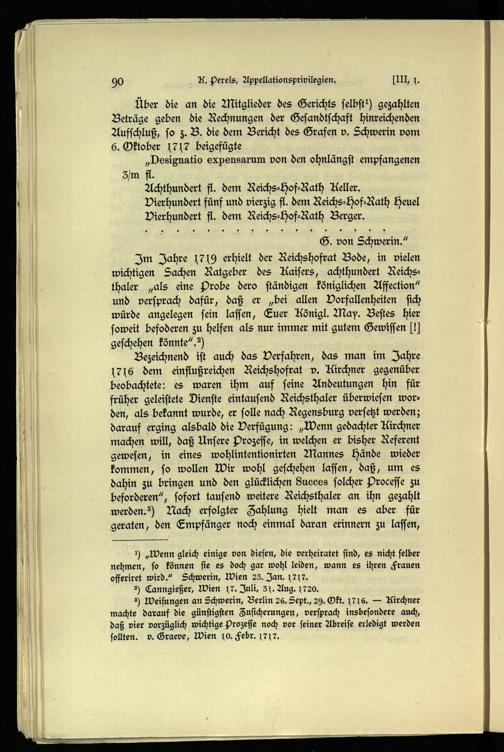 90 K. Perels, Appellationsprivilegien. [III, 1.
Über die an die Mitglieder des Gerichts selbst¹) gezahlten
Beträge geben die Rechnungen der Gesandtschaft hinreichenden
Aufschluß, so z. B. die dem Bericht des Grafen v. Schwerin vom
6. Oktober 1717 beigefügte
„Designatio expensarum von den ohnlängst empfangenen
3/m fl.
Achthundert fl. dem Reichs-Hof-Rath Keller.
Vierhundert fünf und vierzig fl. dem Reichs-Hof-Rath Heuel
Vierhundert fl. dem Reichs-Hof-Rath Berger.
. . . . . . . . . . . . . . . .
G. von Schwerin.“
Im Jahre 1719 erhielt der Reichshofrat Bode, in vielen
wichtigen Sachen Ratgeber des Kaisers, achthundert Reichs-
thaler „als eine Probe dero ständigen königlichen Affection“
und versprach dafür, daß er „bei allen Vorfallenheiten sich
würde angelegen sein lassen, Euer Königl. May. Bestes hier
soweit befoderen zu helfen als nur immer mit gutem Gewissen [!]
geschehen könnte“.²)
Bezeichnend ist auch das Verfahren, das man im Jahre
1716 dem einflußreichen Reichshofrat v. Kirchner gegenüber
beobachtete: es waren ihm auf seine Andeutungen hin für
früher geleistete Dienste eintausend Reichsthaler überwiesen wor-
den, als bekannt wurde, er solle nach Regensburg versetzt werden;
darauf erging alsbald die Verfügung: „Wenn gedachter Kirchner
machen will, daß Unsere Prozesse, in welchen er bisher Referent
gewesen, in eines wohlintentionirten Mannes Hände wieder
kommen, so wollen Wir wohl geschehen lassen, daß, um es
dahin zu bringen und den glücklichen Succes solcher Processe zu
beforderen“, sofort tausend weitere Reichsthaler an ihn gezahlt
werden.³) Nach erfolgter Zahlung hielt man es aber für
geraten, den Empfänger noch einmal daran erinnern zu lassen,
¹) „Wenn gleich einige von diesen, die verheiratet sind, es nicht selber
nehmen, so können sie es doch gar wohl leiden, wann es ihren Frauen
offeriret wird.“ Schwerin, Wien 23. Jan. 1717.
²) Canngießer, Wien 17. Juli, 31. Aug. 1720.
³) Weisungen an Schwerin, Berlin 26. Sept., 29. Okt. 1716. — Kirchner
machte darauf die günstigsten Zusicherungen, versprach insbesondere auch,
daß vier vorzüglich wichtige Prozesse noch vor seiner Abreise erledigt werden
sollten. v. Graeve, Wien 10. Febr. 1717.